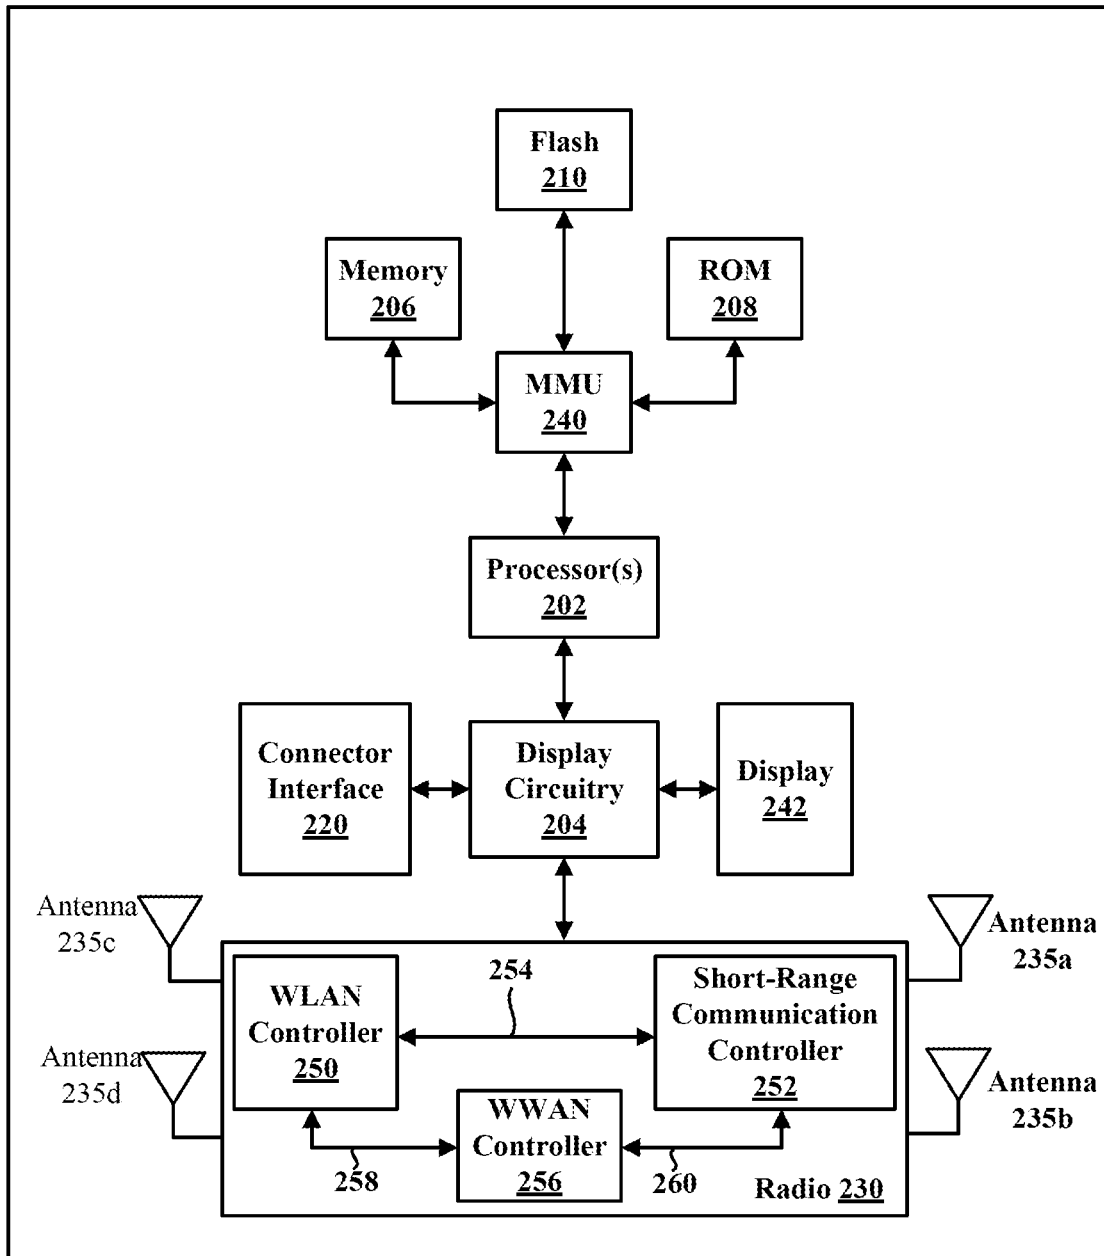 Flash
210
Memory
206
ROM
208
MMU
240
Processor(s)
202
Connector
Interface
220
Display
Circuitry
204
Display
242
Antenna
235c
Antenna
235a
254
WLAN
Controller
250
Short-Range
Communication
Controller
252
Antenna
235d
Antenna
235b
WWAN
Controller
256
258
260
Radio 230